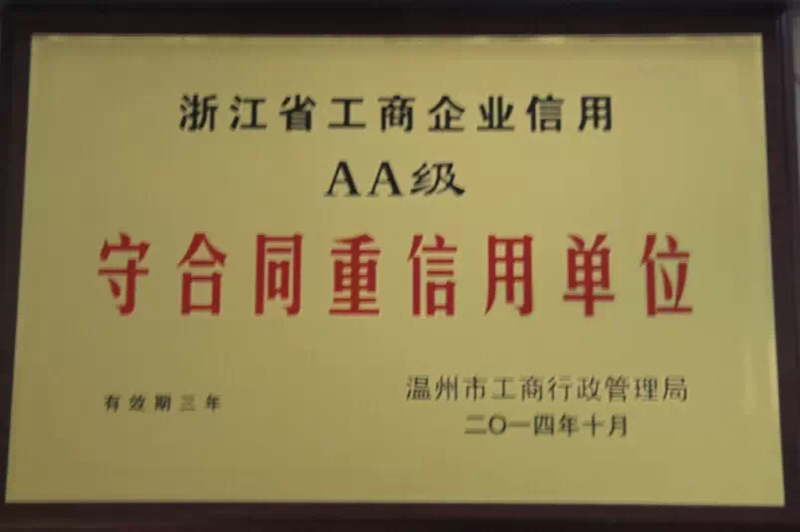 浙江省工商企业信用
AA级
守合同重信用单位
有效期三年
温州市工商行政管理局
二〇一四年十月